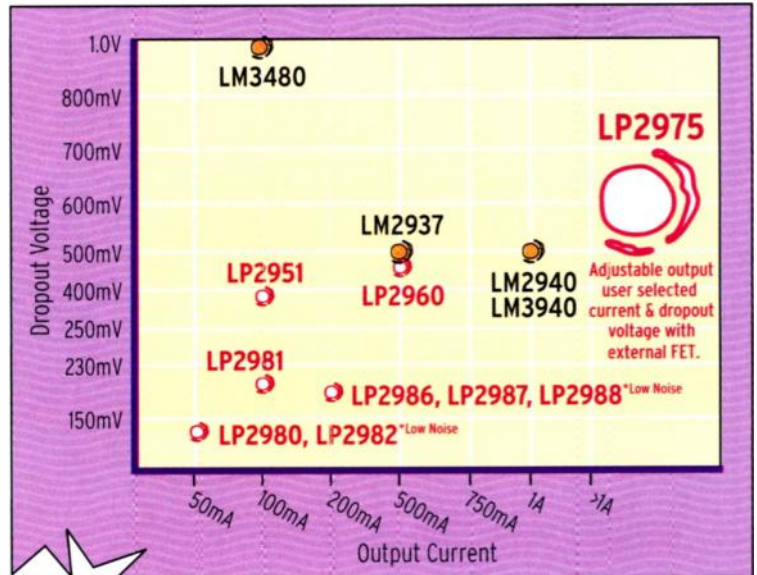 1.0V
LM3480
800mV
LP2975
700mV
600mV
LM2937
500mV
LP2951
LM2940
Adjustable output
400mV
LP2960
LM3940
user selected
current & dropout
250mV
voltage with
LP2981
external FET.
230mV
LP2986, LP2987, LP2988*Low Noise
150mV
LP2980, LP2982*Low Noise
Dropout Voltage
50mA 100mA 200mA 500mA 750mA 1A >1A
Output Current